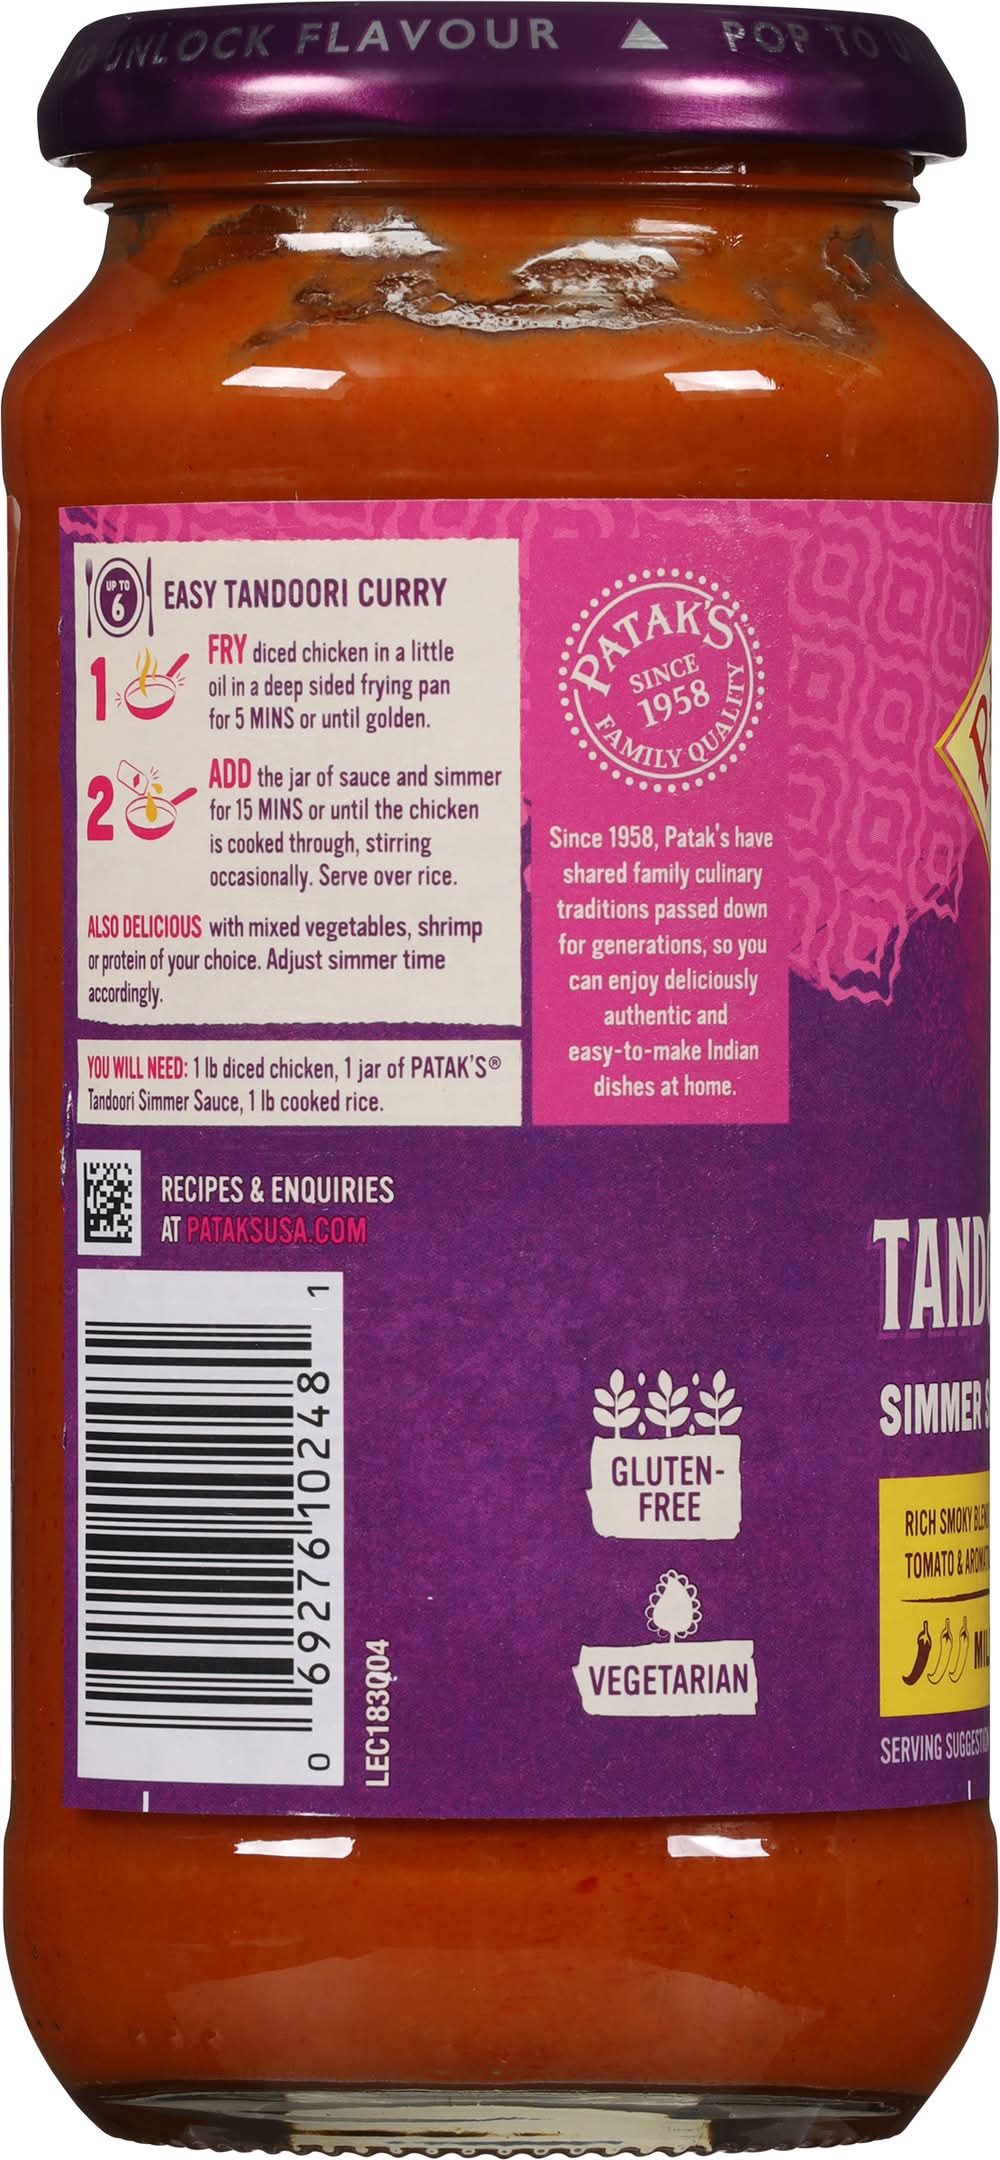 UNLOCK FLAVOUR ▲ POP TO
UP TO
6
EASY TANDOORI CURRY
1
FRY diced chicken in a little
oil in a deep sided frying pan
for 5 MINS or until golden.
2
ADD the jar of sauce and simmer
for 15 MINS or until the chicken
is cooked through, stirring
occasionally. Serve over rice.
ALSO DELICIOUS with mixed vegetables, shrimp
or protein of your choice. Adjust simmer time
accordingly.
YOU WILL NEED: 1 lb diced chicken, 1 jar of PATAK'S®
Tandoori Simmer Sauce, 1 lb cooked rice.
RECIPES & ENQUIRIES
AT PATAKSUSA.COM
0 69276 10248 1
LEC183Q04
PATAK'S
SINCE
1958
FAMILY QUALITY
Since 1958, Patak's have
shared family culinary
traditions passed down
for generations, so you
can enjoy deliciously
authentic and
easy-to-make Indian
dishes at home.
GLUTEN-
FREE
VEGETARIAN
SIMMER
RICH SMOKY
TOMATO &
SERVING